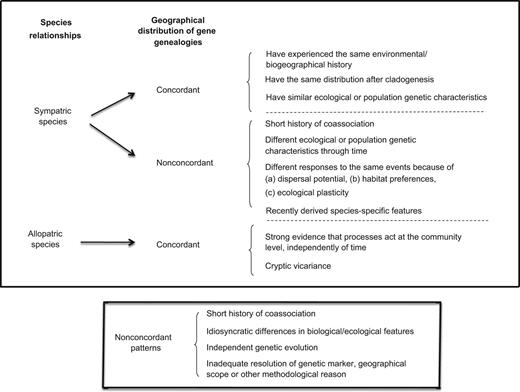 Species
relationships
Geographical
distribution of gene
genealogies
Sympatric
species
Concordant
Have experienced the same environmental/
biogeographical history
Have the same distribution after cladogenesis
Have similar ecological or population genetic characteristics
Nonconcordant
Short history of coassociation
Different ecological or population genetic
characteristics through time
Different responses to the same events because of
(a) dispersal potential, (b) habitat preferences,
(c) ecological plasticity
Recently derived species-specific features
Allopatric
species
Concordant
Strong evidence that processes act at the community
level, independently of time
Cryptic vicariance
Nonconcordant
patterns
Short history of coassociation
Idiosyncratic differences in biological/ecological features
Independent genetic evolution
Inadequate resolution of genetic marker, geographical
scope or other methodological reason